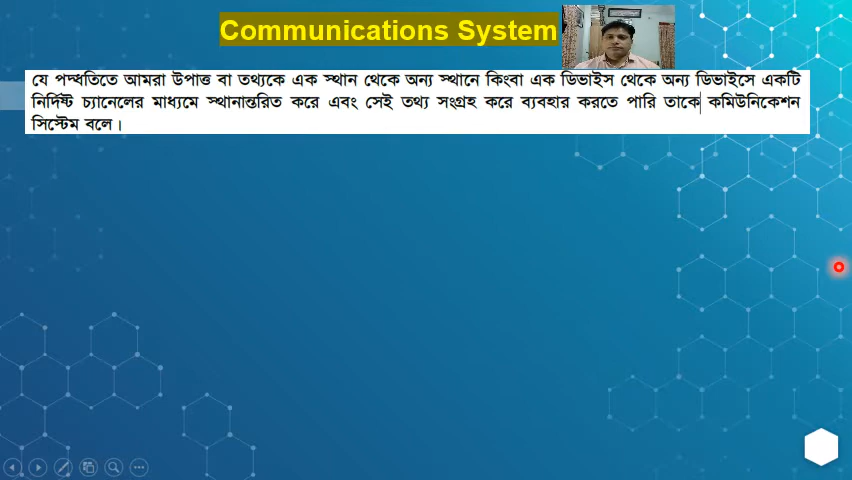 Communications System
যে পদ্ধতিতে আমরা উপাত্ত বা তথ্যকে এক স্থান থেকে অন্য স্থানে কিংবা এক ডিভাইস থেকে অন্য ডিভাইসে একটি
নির্দিষ্ট চ্যানেলের মাধ্যমে স্থানান্তরিত করে এবং সেই তথ্য সংগ্রহ করে ব্যবহার করতে পারি তাকে কমিউনিকেশন
সিস্টেম বলে।